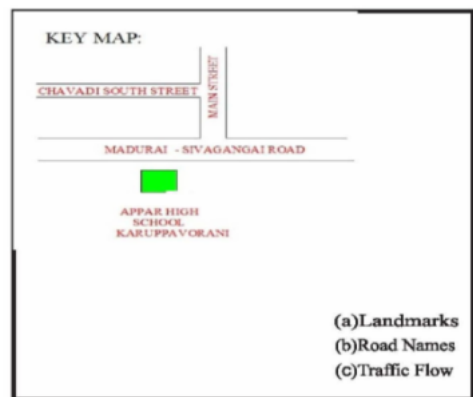 KEY MAP:
CHAVADI SOUTH STREET
MAIN STREET
MADURAI - SIVAGANGAI ROAD
APPAR HIGH
SCHOOL
KARUPPAVORANI
(a)Landmarks
(b)Road Names
(c)Traffic Flow